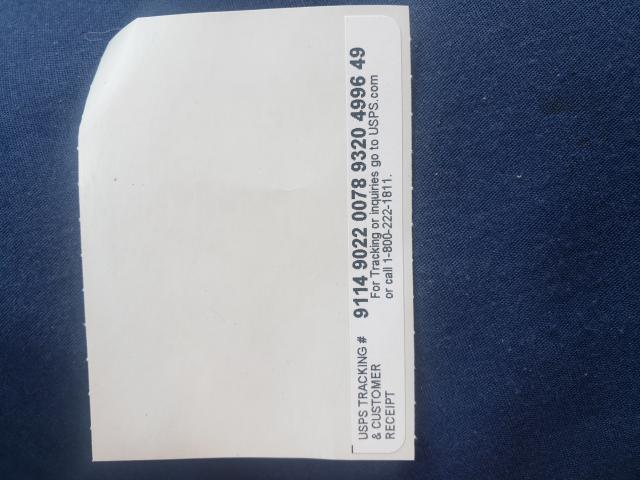 USPS TRACKING #
& CUSTOMER
RECEIPT
9114 9022 0078 9320 4996 49
For Tracking or inquiries go to USPS.com
or call 1-800-222-1811.